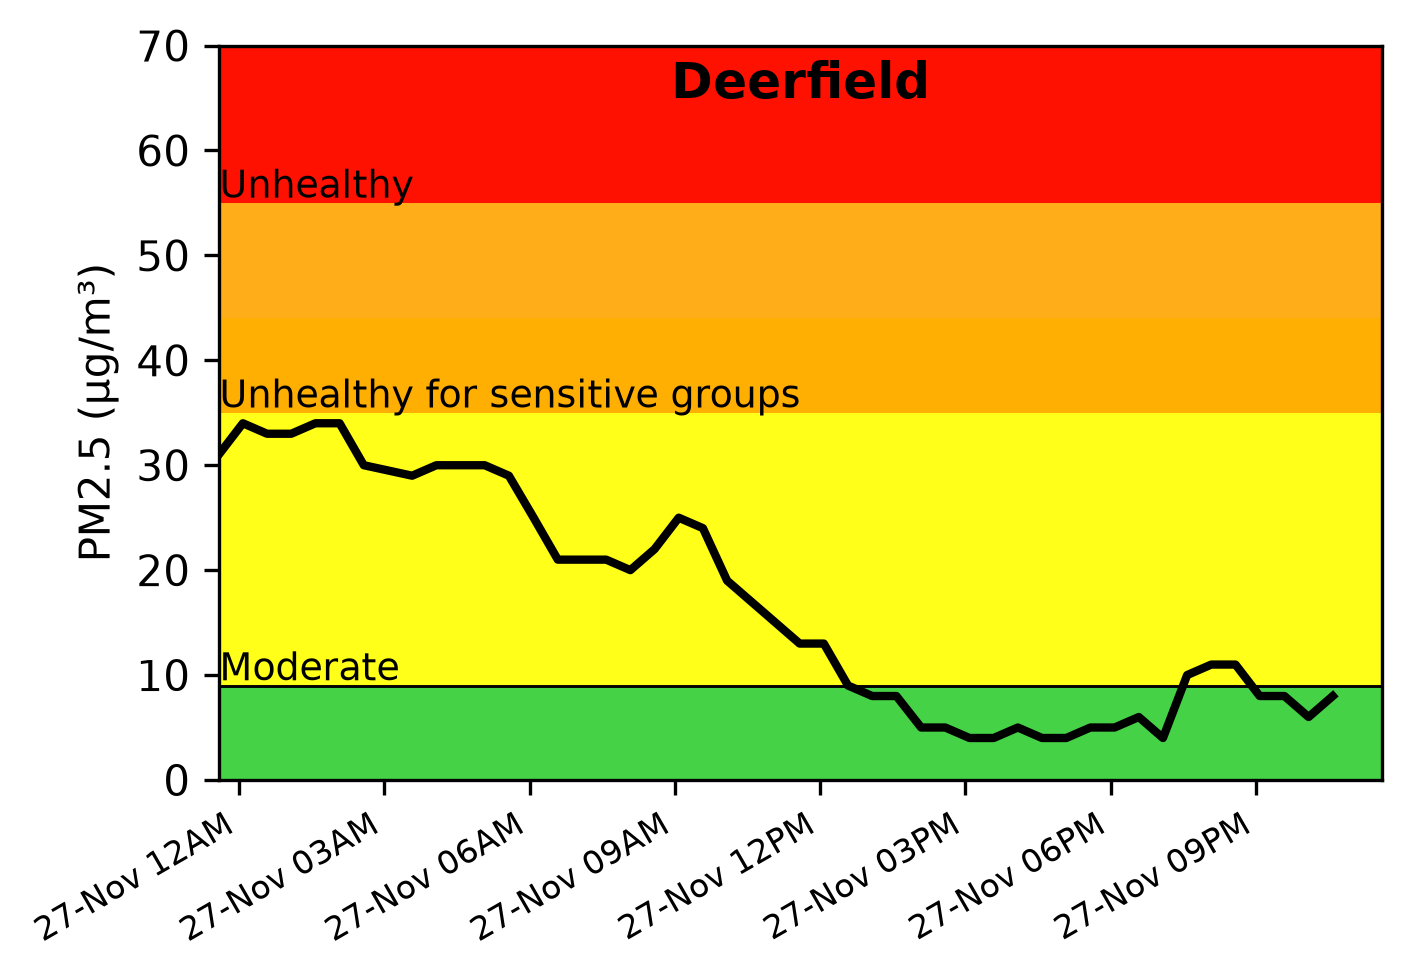 Deerfield
70
60
50
40
30
20
10
0
PM2.5 (µg/m³)
Unhealthy
Unhealthy for sensitive groups
Moderate
27-Nov 12AM
27-Nov 03AM
27-Nov 06AM
27-Nov 09AM
27-Nov 12PM
27-Nov 03PM
27-Nov 06PM
27-Nov 09PM